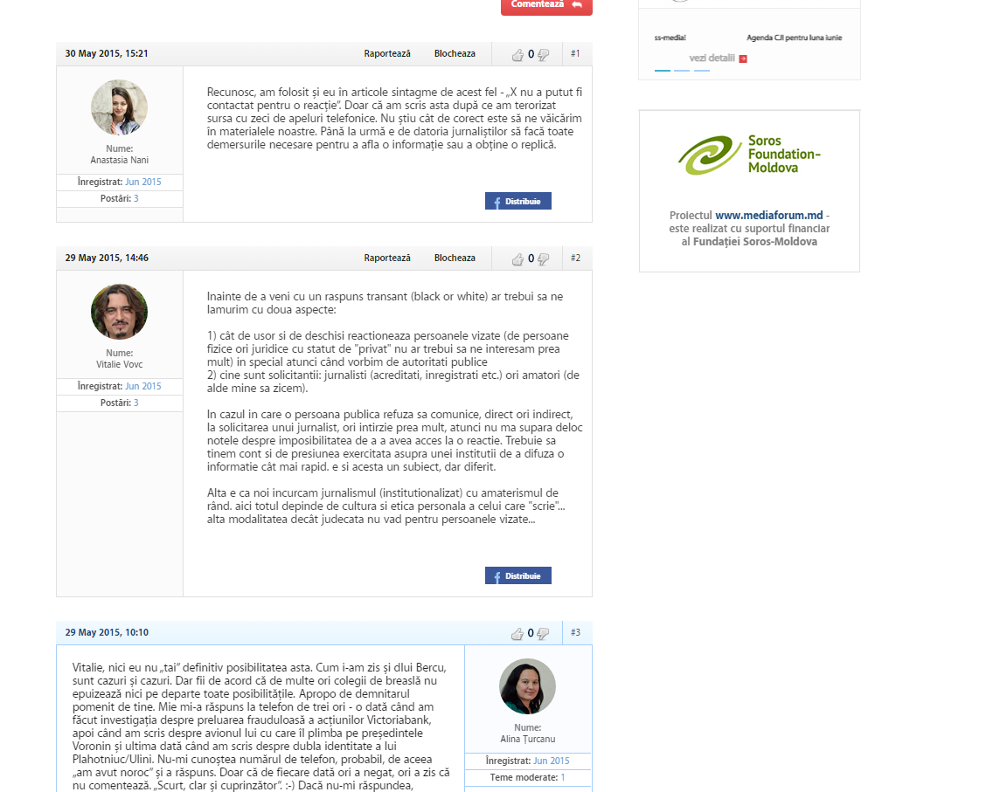 Comentează
30 May 2015, 15:21
Raportează
Blocheaza
0
#1
Recunosc, am folosit și eu în articole sintagme de acest fel - „X nu a putut fi
contactat pentru o reacție”. Doar că am scris asta după ce am terorizat
sursa cu zeci de apeluri telefonice. Nu știu cât de corect este să ne văicărim
în materialele noastre. Până la urmă e de datoria jurnaliștilor să facă toate
demersurile necesare pentru a afla o informație sau a obține o replică.
Nume:
Anastasia Nani
Înregistrat: Jun 2015
Postări: 3
Distribuie
29 May 2015, 14:46
Raportează
Blocheaza
0
#2
Inainte de a veni cu un raspuns transant (black or white) ar trebui sa ne
lamurim cu doua aspecte:
1) cât de usor si de deschisi reactioneaza persoanele vizate (de persoane
fizice ori juridice cu statut de "privat" nu ar trebui sa ne interesam prea
mult) in special atunci când vorbim de autoritati publice
2) cine sunt solicitantii: jurnalisti (acreditati, inregistrati etc.) ori amatori (de
alde mine sa zicem).
In cazul in care o persoana publica refuza sa comunice, direct ori indirect,
la solicitarea unui jurnalist, ori intirzie prea mult, atunci nu ma supara deloc
notele despre imposibilitatea de a a avea acces la o reactie. Trebuie sa
tinem cont si de presiunea exercitata asupra unei institutii de a difuza o
informatie cât mai rapid. e si acesta un subiect, dar diferit.
Alta e ca noi incurcam jurnalismul (institutionalizat) cu amaterismul de
rând. aici totul depinde de cultura si etica personala a celui care "scrie"...
alta modalitatea decât judecata nu vad pentru persoanele vizate...
Nume:
Vitalie Vovc
Înregistrat: Jun 2015
Postări: 3
Distribuie
29 May 2015, 10:10
0
#3
Vitalie, nici eu nu „tai” definitiv posibilitatea asta. Cum i-am zis și dlui Bercu,
sunt cazuri și cazuri. Dar fii de acord că de multe ori colegii de breaslă nu
epuizează nici pe departe toate posibilitățile. Apropo de demnitarul
pomenit de tine. Mie mi-a răspuns la telefon de trei ori - o dată când am
făcut investigația despre preluarea frauduloasă a acțiunilor Victoriabank,
apoi când am scris despre avionul lui cu care îl plimba pe președintele
Voronin și ultima dată când am scris despre dubla identitate a lui
Plahotniuc/Ulini. Nu-mi cunoștea numărul de telefon, probabil, de aceea
„am avut noroc” și a răspuns. Doar că de fiecare dată ori a negat, ori a zis că
nu comentează. „Scurt, clar și cuprinzător”. :-) Dacă nu-mi răspundea,
Nume:
Alina Țurcanu
Înregistrat: Jun 2015
Teme moderate: 1
ss-media!
Agenda CJI pentru luna iunie
vezi detalii
Soros
Foundation-
Moldova
Proiectul www.mediaforum.md -
este realizat cu suportul financiar
al Fundației Soros-Moldova